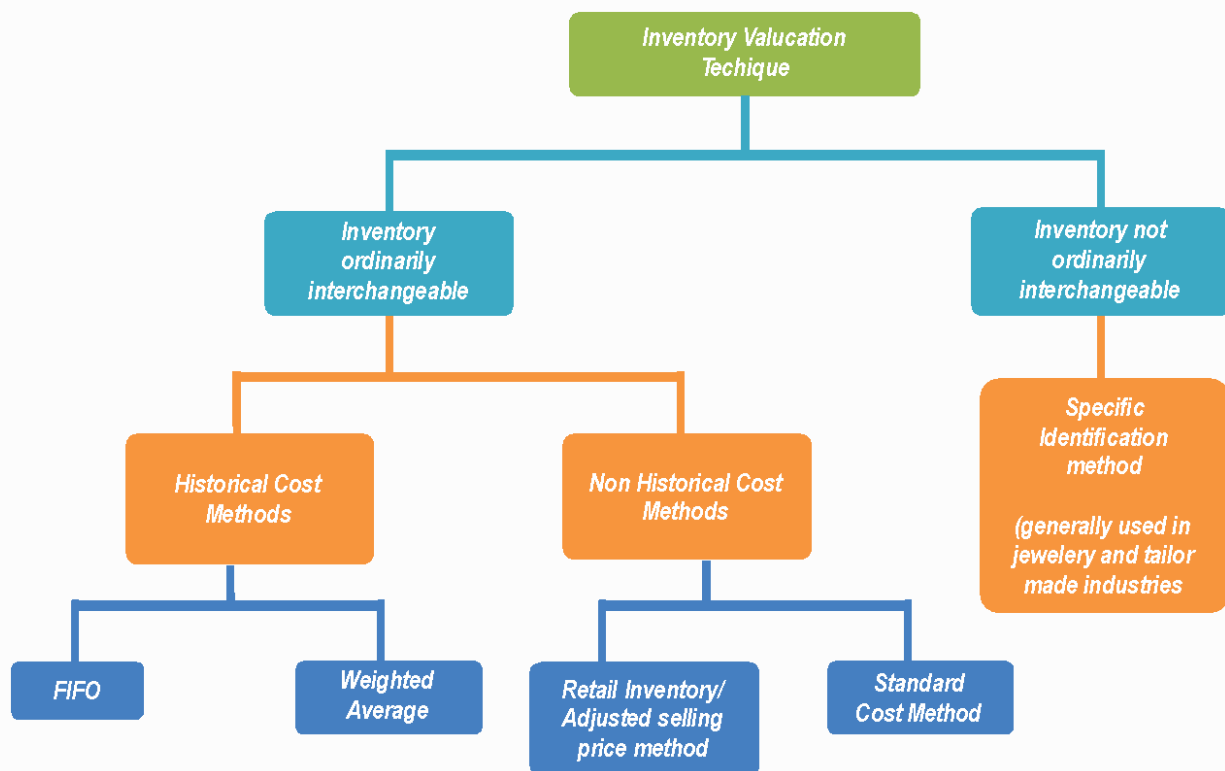 Inventory Valucation
Techique
Inventory
ordinarily
interchangeable
Inventory not
ordinarily
interchangeable
Historical Cost
Methods
Non Historical Cost
Methods
Specific
Identification
method
(generally used in
jewelery and tailor
made industries
FIFO
Weighted
Average
Retail Inventory/
Adjusted selling
price method
Standard
Cost Method